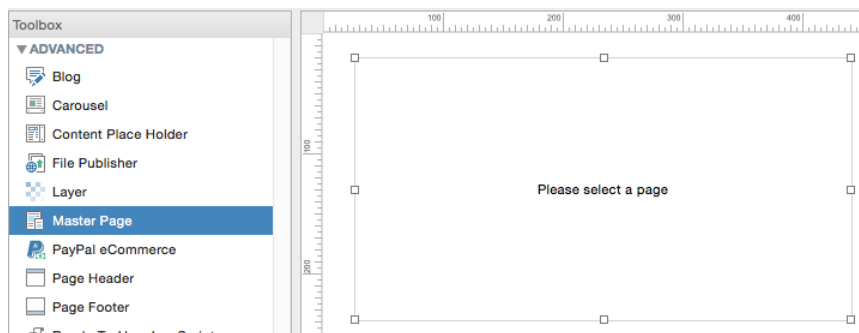 Toolbox
ADVANCED
Blog
Carousel
Content Place Holder
File Publisher
Layer
Master Page
PayPal eCommerce
Page Header
Page Footer
100 200 300 400
100
200
Please select a page